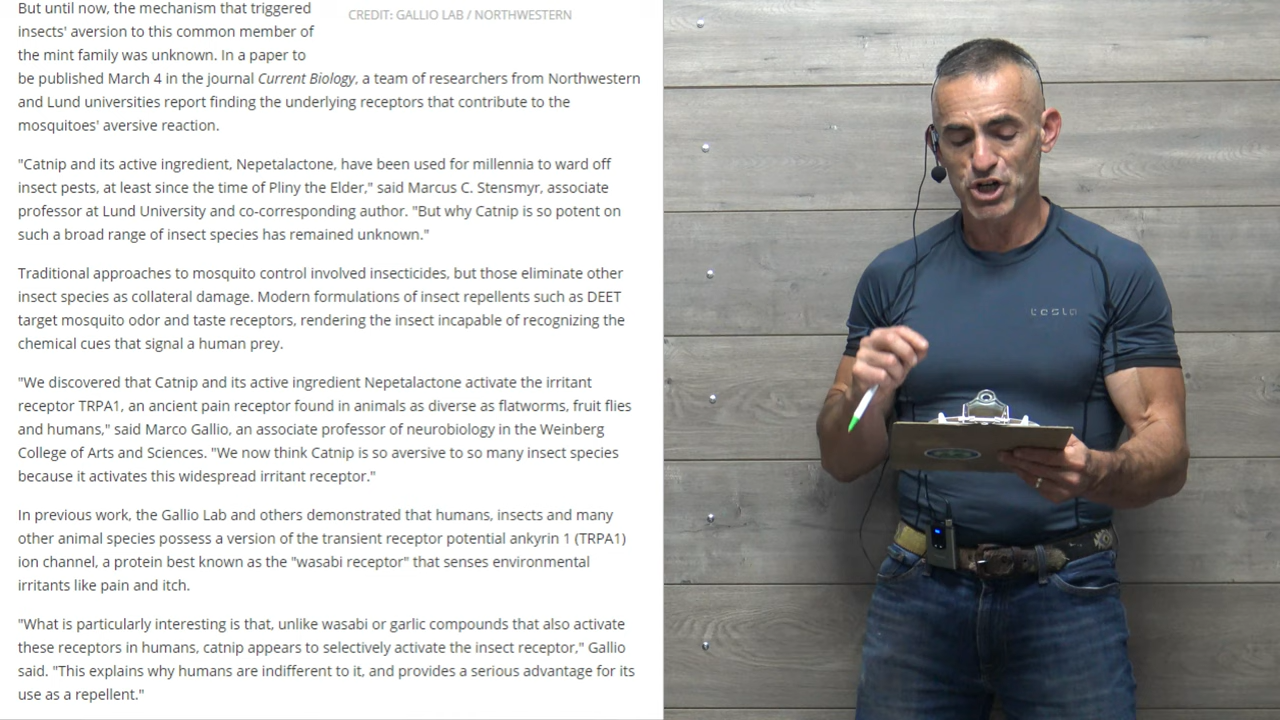 But until now, the mechanism that triggered
CREDIT: GALLIO LAB / NORTHWESTERN
insects' aversion to this common member of
the mint family was unknown. In a paper to
be published March 4 in the journal Current Biology, a team of researchers from Northwestern
and Lund universities report finding the underlying receptors that contribute to the
mosquitoes' aversive reaction.
"Catnip and its active ingredient, Nepetalactone, have been used for millennia to ward off
insect pests, at least since the time of Pliny the Elder," said Marcus C. Stensmyr, associate
professor at Lund University and co-corresponding author. "But why Catnip is so potent on
such a broad range of insect species has remained unknown."
Traditional approaches to mosquito control involved insecticides, but those eliminate other
insect species as collateral damage. Modern formulations of insect repellents such as DEET
target mosquito odor and taste receptors, rendering the insect incapable of recognizing the
chemical cues that signal a human prey.
"We discovered that Catnip and its active ingredient Nepetalactone activate the irritant
receptor TRPA1, an ancient pain receptor found in animals as diverse as flatworms, fruit flies
and humans," said Marco Gallio, an associate professor of neurobiology in the Weinberg
College of Arts and Sciences. "We now think Catnip is so aversive to so many insect species
because it activates this widespread irritant receptor."
In previous work, the Gallio Lab and others demonstrated that humans, insects and many
other animal species possess a version of the transient receptor potential ankyrin 1 (TRPA1)
ion channel, a protein best known as the "wasabi receptor" that senses environmental
irritants like pain and itch.
"What is particularly interesting is that, unlike wasabi or garlic compounds that also activate
these receptors in humans, catnip appears to selectively activate the insect receptor," Gallio
said. "This explains why humans are indifferent to it, and provides a serious advantage for its
use as a repellent."
tesla